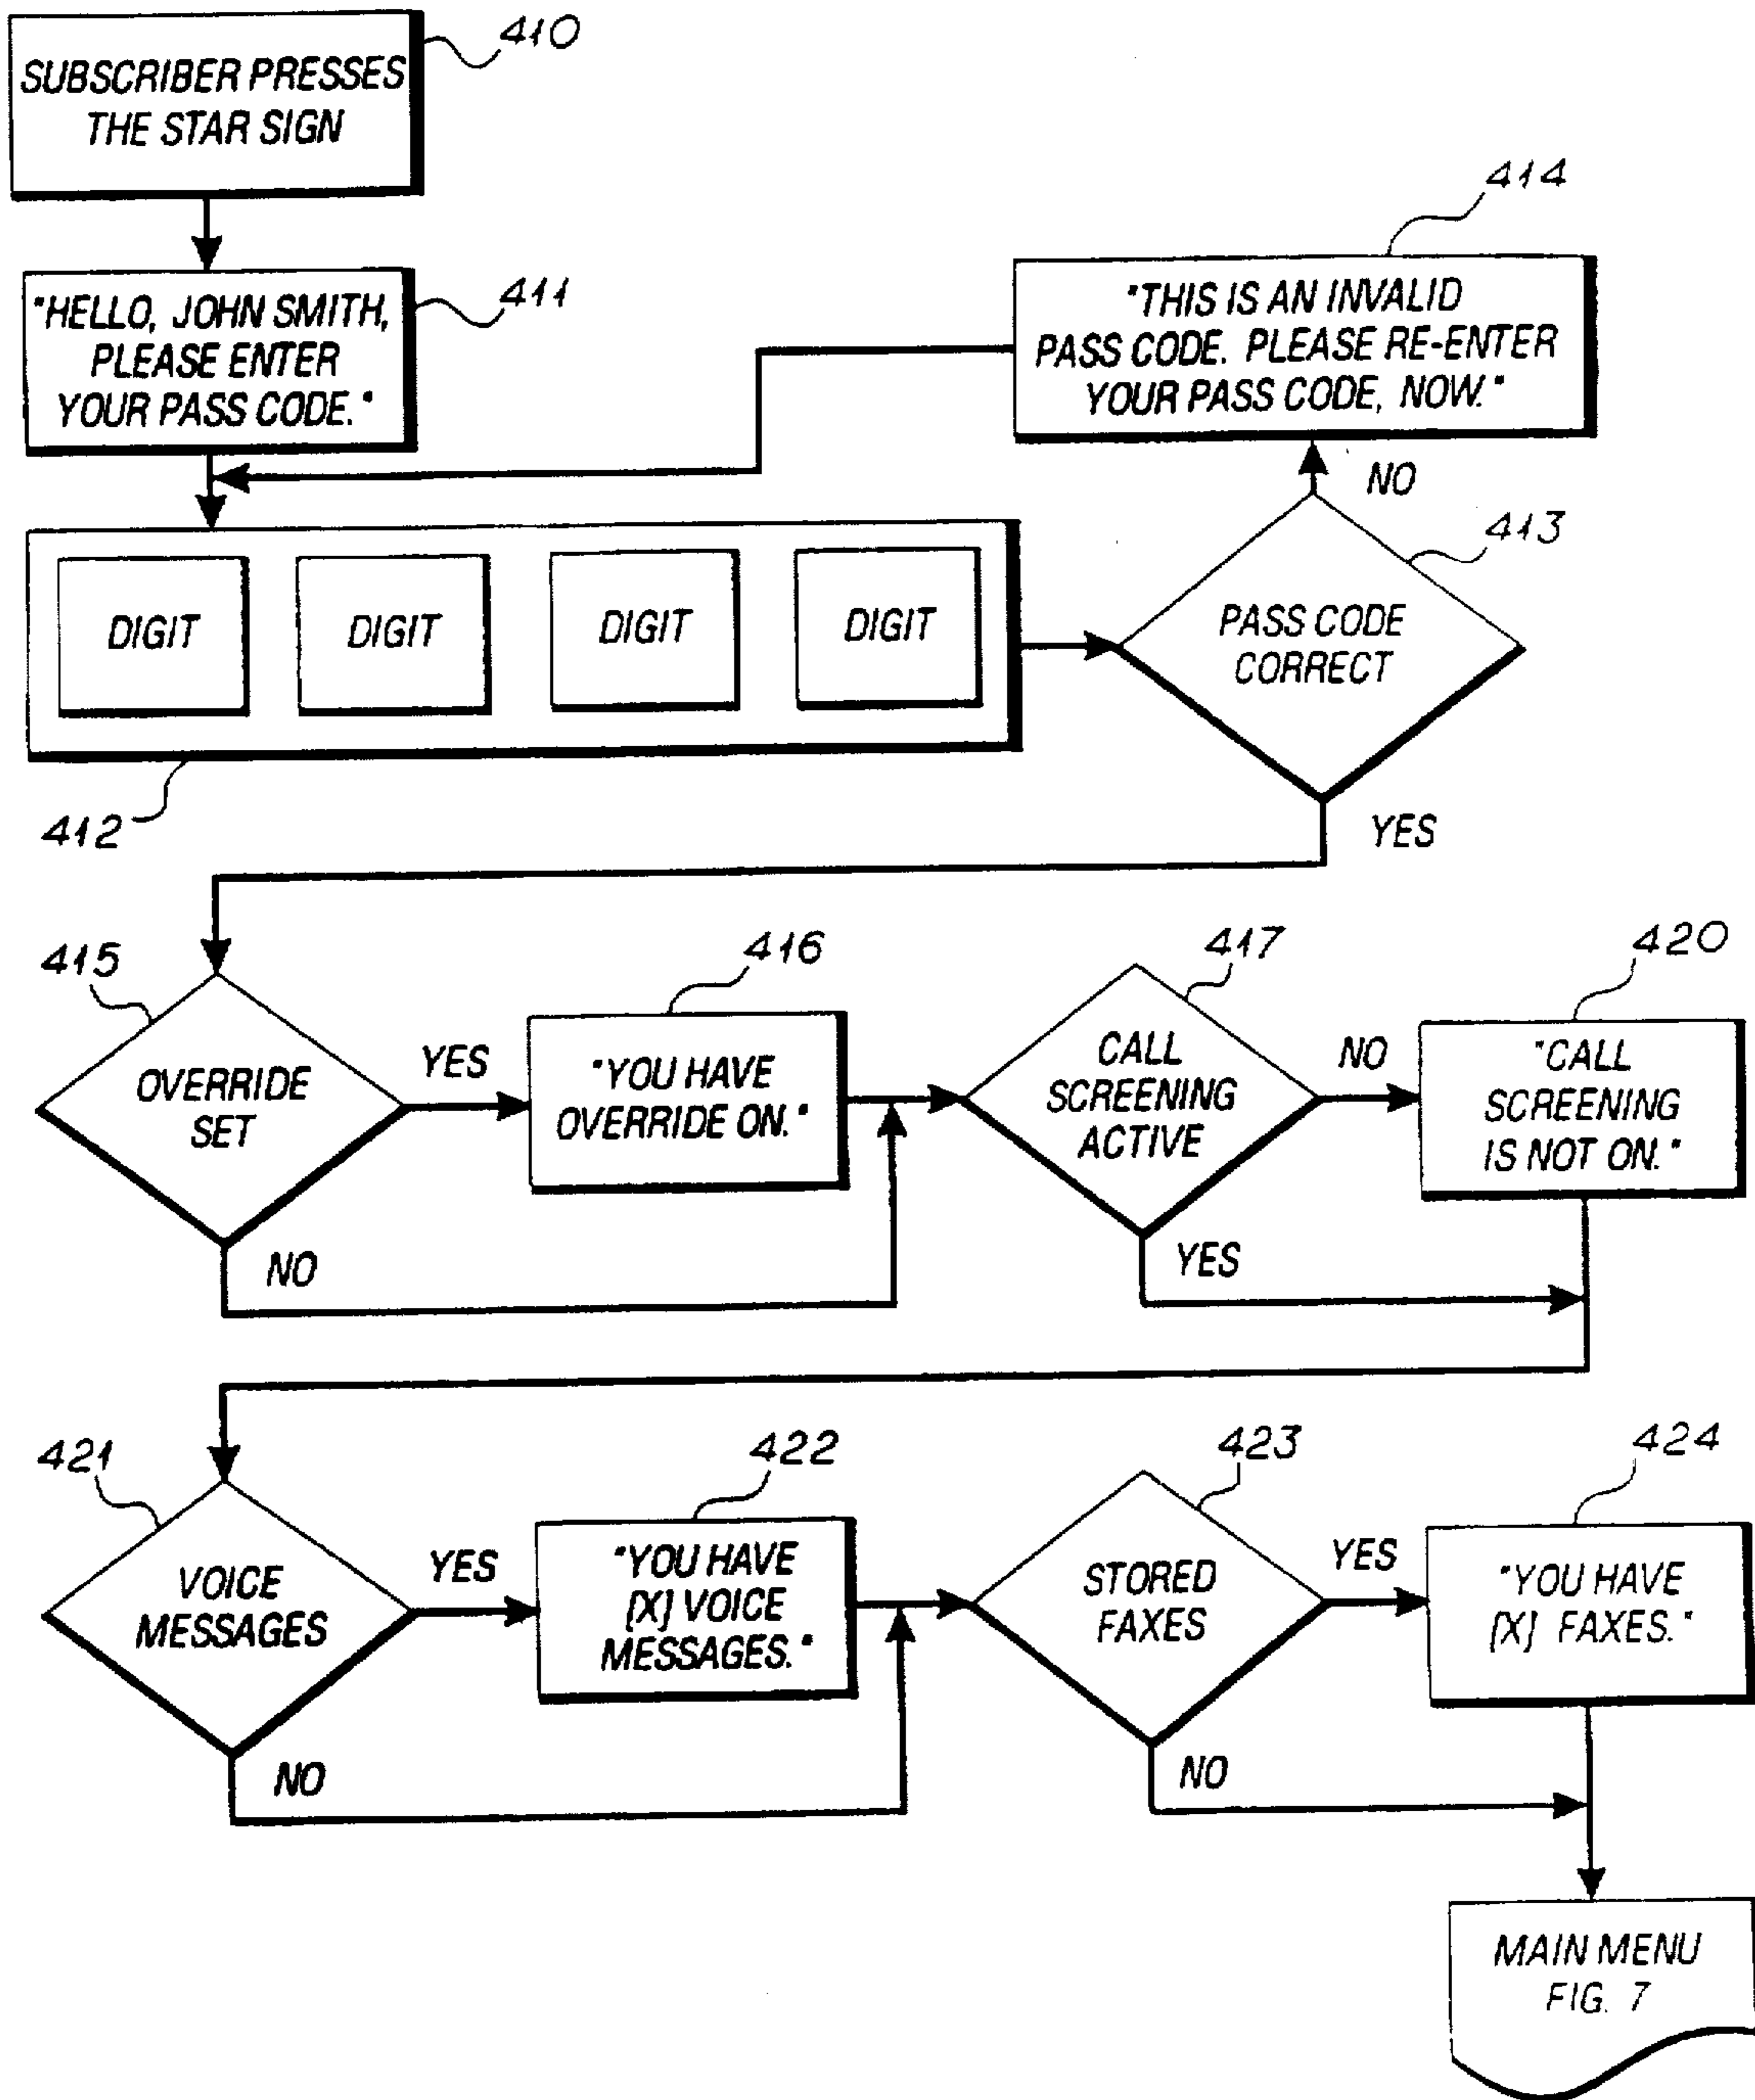 410
SUBSCRIBER PRESSES
THE STAR SIGN
"HELLO, JOHN SMITH,
PLEASE ENTER
YOUR PASS CODE."
411
414
"THIS IS AN INVALID
PASS CODE. PLEASE RE-ENTER
YOUR PASS CODE, NOW."
NO
413
DIGIT
DIGIT
DIGIT
DIGIT
PASS CODE
CORRECT
412
YES
415
OVERRIDE
SET
YES
NO
416
"YOU HAVE
OVERRIDE ON."
417
CALL
SCREENING
ACTIVE
NO
YES
420
"CALL
SCREENING
IS NOT ON."
421
VOICE
MESSAGES
YES
NO
422
"YOU HAVE
[X] VOICE
MESSAGES."
423
STORED
FAXES
YES
NO
424
"YOU HAVE
[X] FAXES."
MAIN MENU
FIG. 7